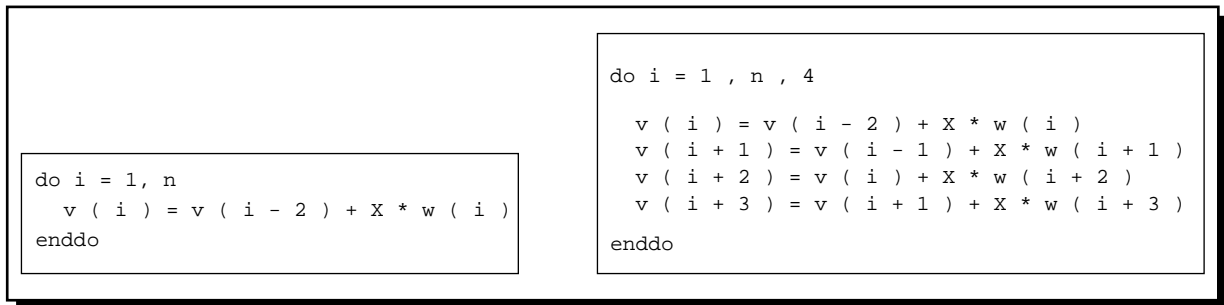 do i = 1, n
v ( i ) = v ( i - 2 ) + X * w ( i )
enddo
do i = 1 , n , 4
v ( i ) = v ( i - 2 ) + X * w ( i )
v ( i + 1 ) = v ( i - 1 ) + X * w ( i + 1 )
v ( i + 2 ) = v ( i ) + X * w ( i + 2 )
v ( i + 3 ) = v ( i + 1 ) + X * w ( i + 3 )
enddo